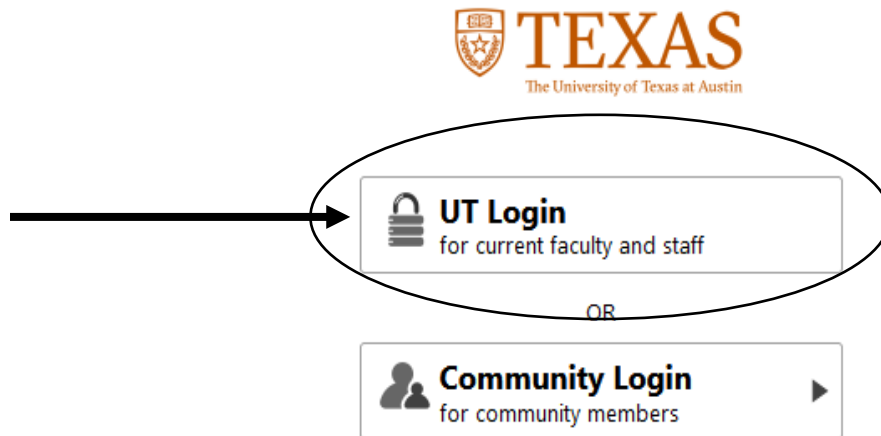 TEXAS
The University of Texas at Austin
UT Login
for current faculty and staff
OR
Community Login
for community members